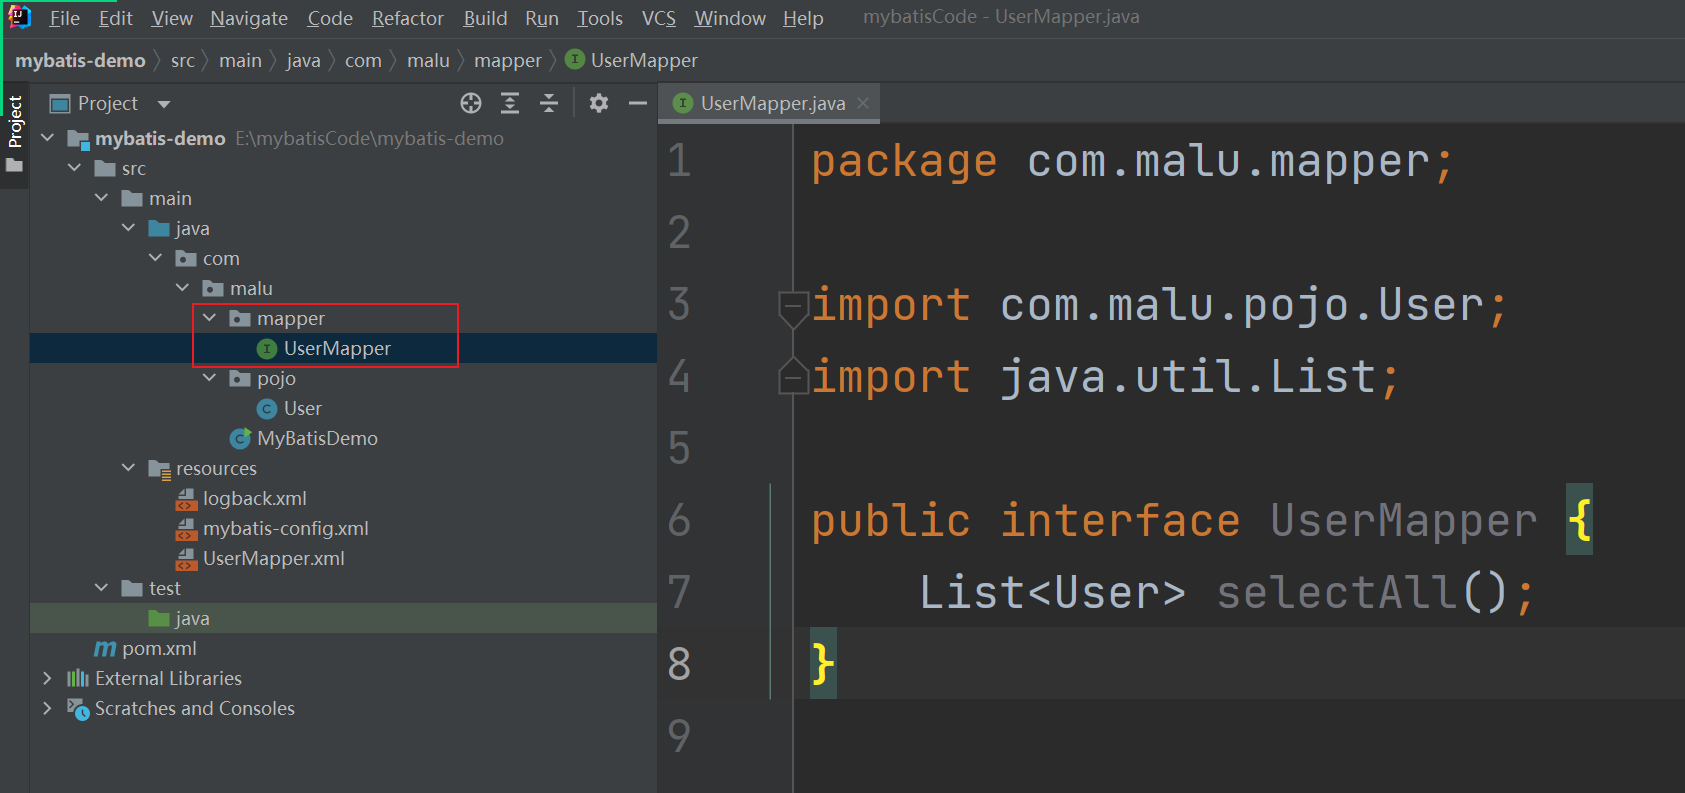 File Edit View Navigate Code Refactor Build Run Tools VCS Window Help mybatisCode - UserMapper.java
mybatis-demo src main java com malu mapper I UserMapper
Project
Project
mybatis-demo E:\mybatisCode\mybatis-demo
src
main
java
com
malu
mapper
I UserMapper
pojo
C User
C MyBatisDemo
resources
logback.xml
mybatis-config.xml
UserMapper.xml
test
java
m pom.xml
External Libraries
Scratches and Consoles
I UserMapper.java
1 package com.malu.mapper;
2
3 import com.malu.pojo.User;
4 import java.util.List;
5
6 public interface UserMapper {
7 List<User> selectAll();
8 }
9